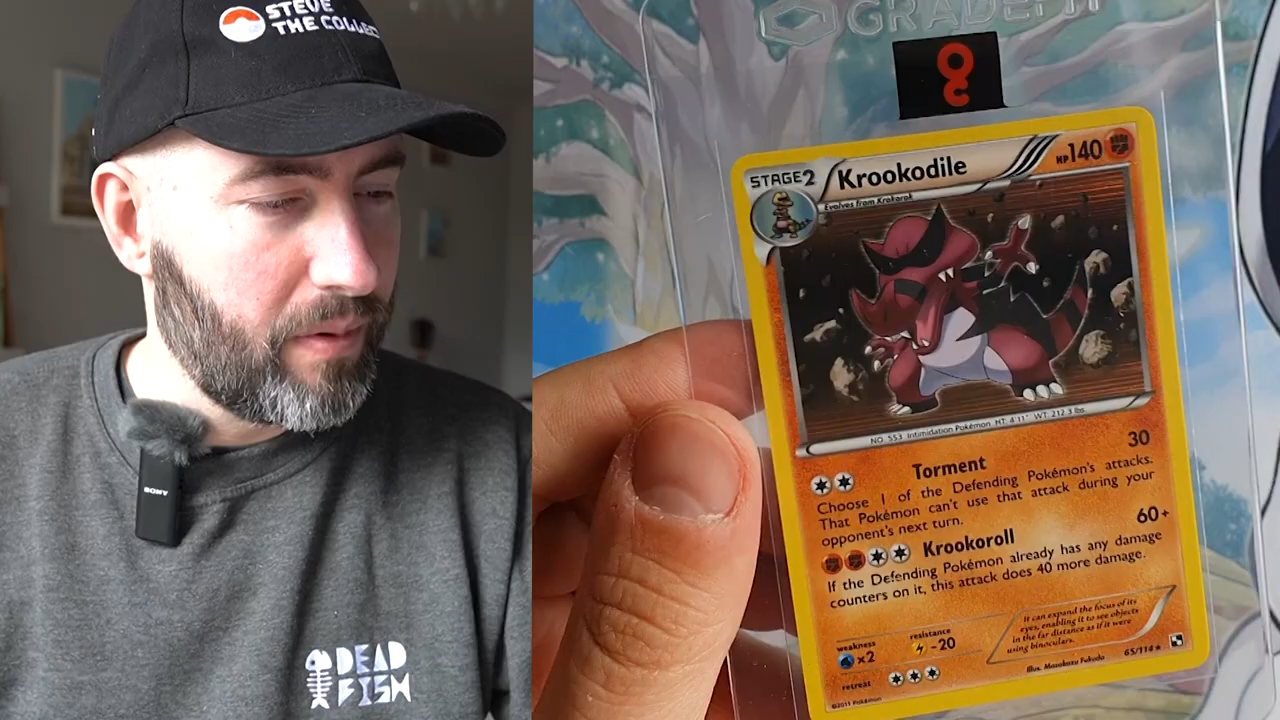 STEVE
THE COLLEC
SONY
DEAD
FISH
STAGE2
Krookodile
HP140
Evolves from Krokorok
NO. 553 Intimidation Pokémon HT: 4'11" WT: 212.3 lbs.
Torment 30
Choose 1 of the Defending Pokémon's attacks.
That Pokémon can't use that attack during your
opponent's next turn.
Krookoroll 60+
If the Defending Pokémon already has any damage
counters on it, this attack does 40 more damage.
weakness
×2
resistance
-20
retreat
It can expand the focus of its
eyes, enabling it to see objects
in the far distance as if it were
using binoculars.
Illus. Masakazu Fukuda
65/114 ★
©2011 Pokémon